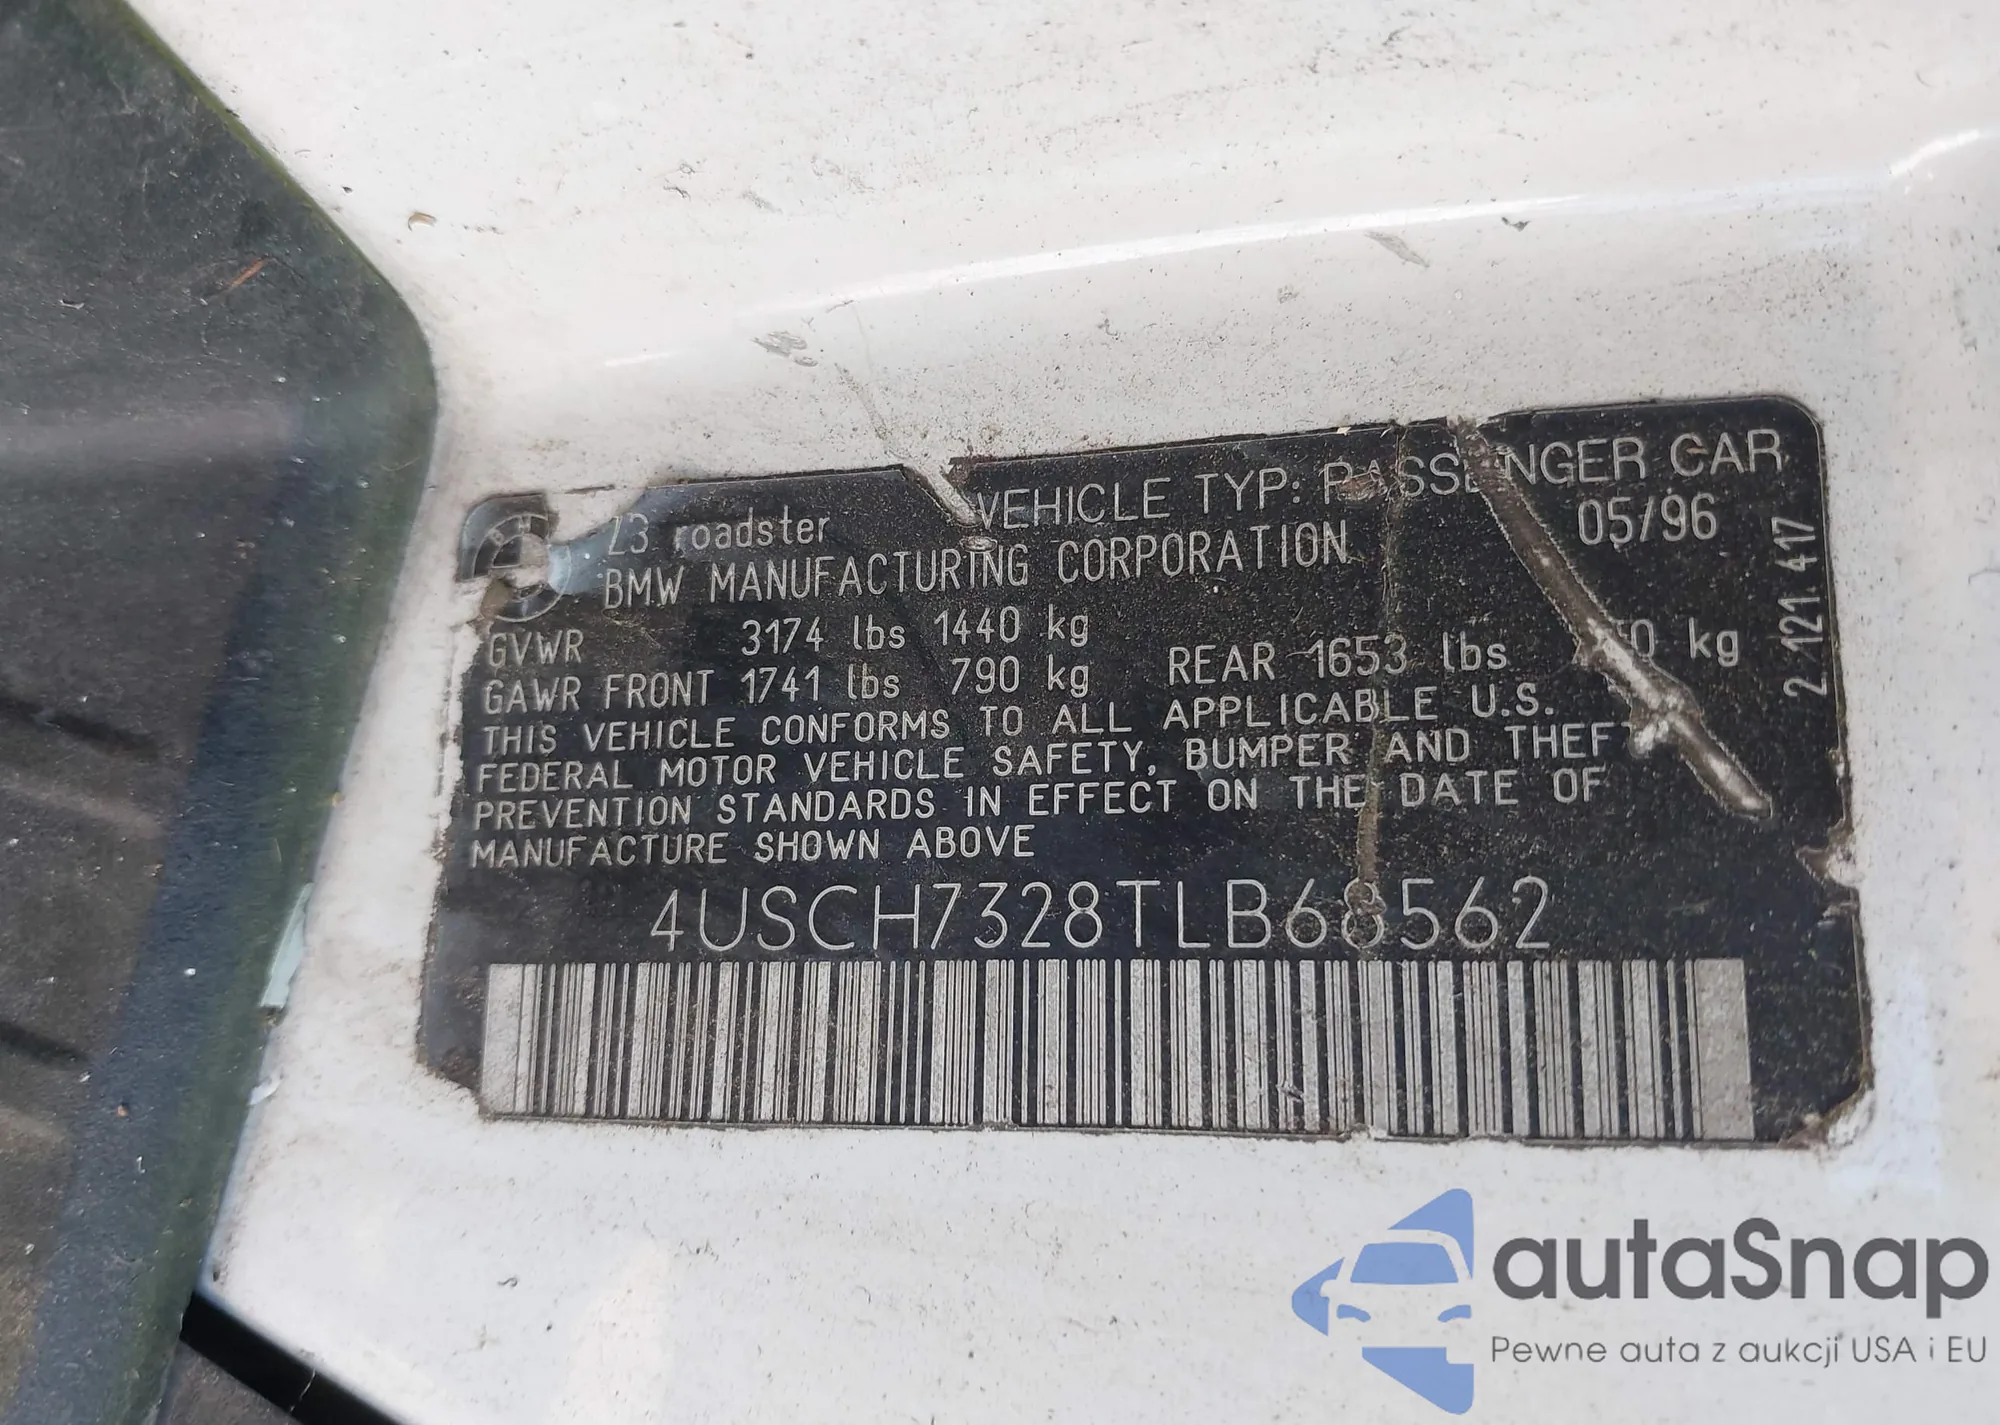 Z3 roadster
VEHICLE TYP: PASSENGER CAR
BMW MANUFACTURING CORPORATION
05/96
GVWR 3174 lbs 1440 kg
GAWR FRONT 1741 lbs 790 kg REAR 1653 lbs kg
THIS VEHICLE CONFORMS TO ALL APPLICABLE U.S.
FEDERAL MOTOR VEHICLE SAFETY, BUMPER AND THEFT
PREVENTION STANDARDS IN EFFECT ON THE DATE OF
MANUFACTURE SHOWN ABOVE
4USCH7328TLB68562
2.121.417
autaSnap
Pewne auta z aukcji USA i EU